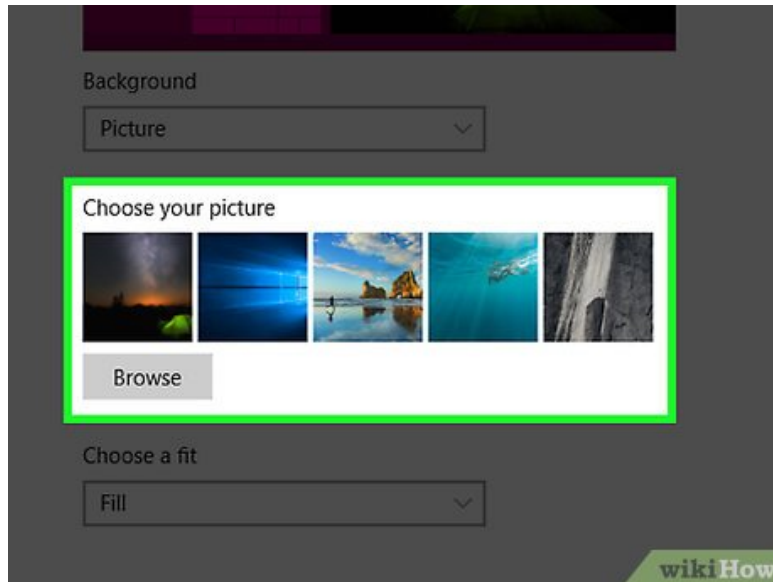 Background
Picture
Choose your picture
Browse
Choose a fit
Fill
wikiHow